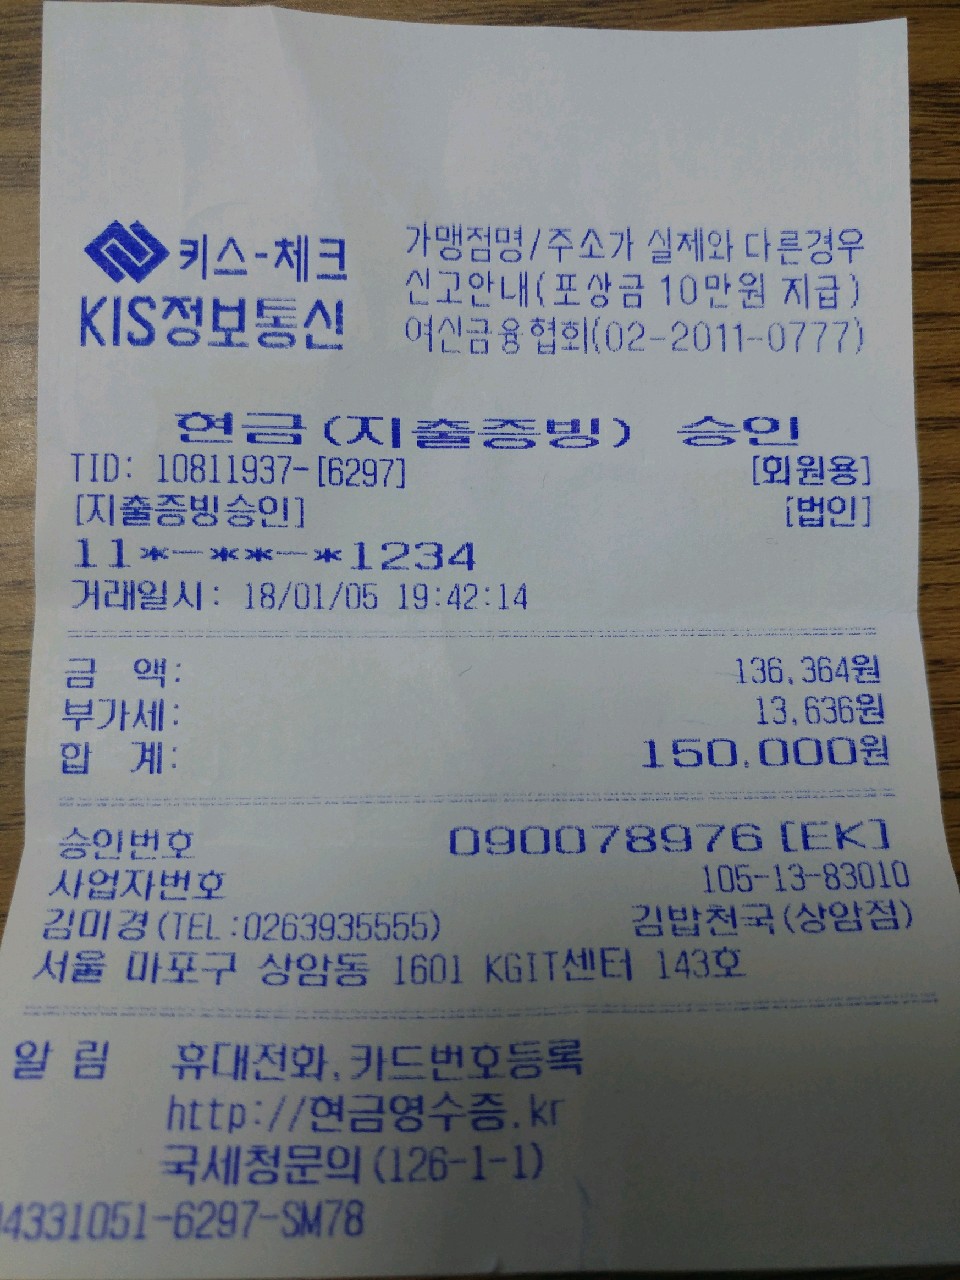 키스-체크
KIS정보통신
가맹점명/주소가 실제와 다른경우
신고안내(포상금 10만원 지급)
여신금융협회(02-2011-0777)
현금(지출증빙) 승인
TID: 10811937-[6297] [회원용]
[지출증빙승인] [법인]
11*-**-*1234
거래일시: 18/01/05 19:42:14
금 액: 136,364원
부가세: 13,636원
합 계: 150,000원
승인번호 090078976[EK]
사업자번호 105-13-83010
김미경(TEL:0263935555) 김밥천국(상암점)
서울 마포구 상암동 1601 KGIT센터 143호
알 림 휴대전화,카드번호등록
http://현금영수증.kr
국세청문의(126-1-1)
4331051-6297-SM78